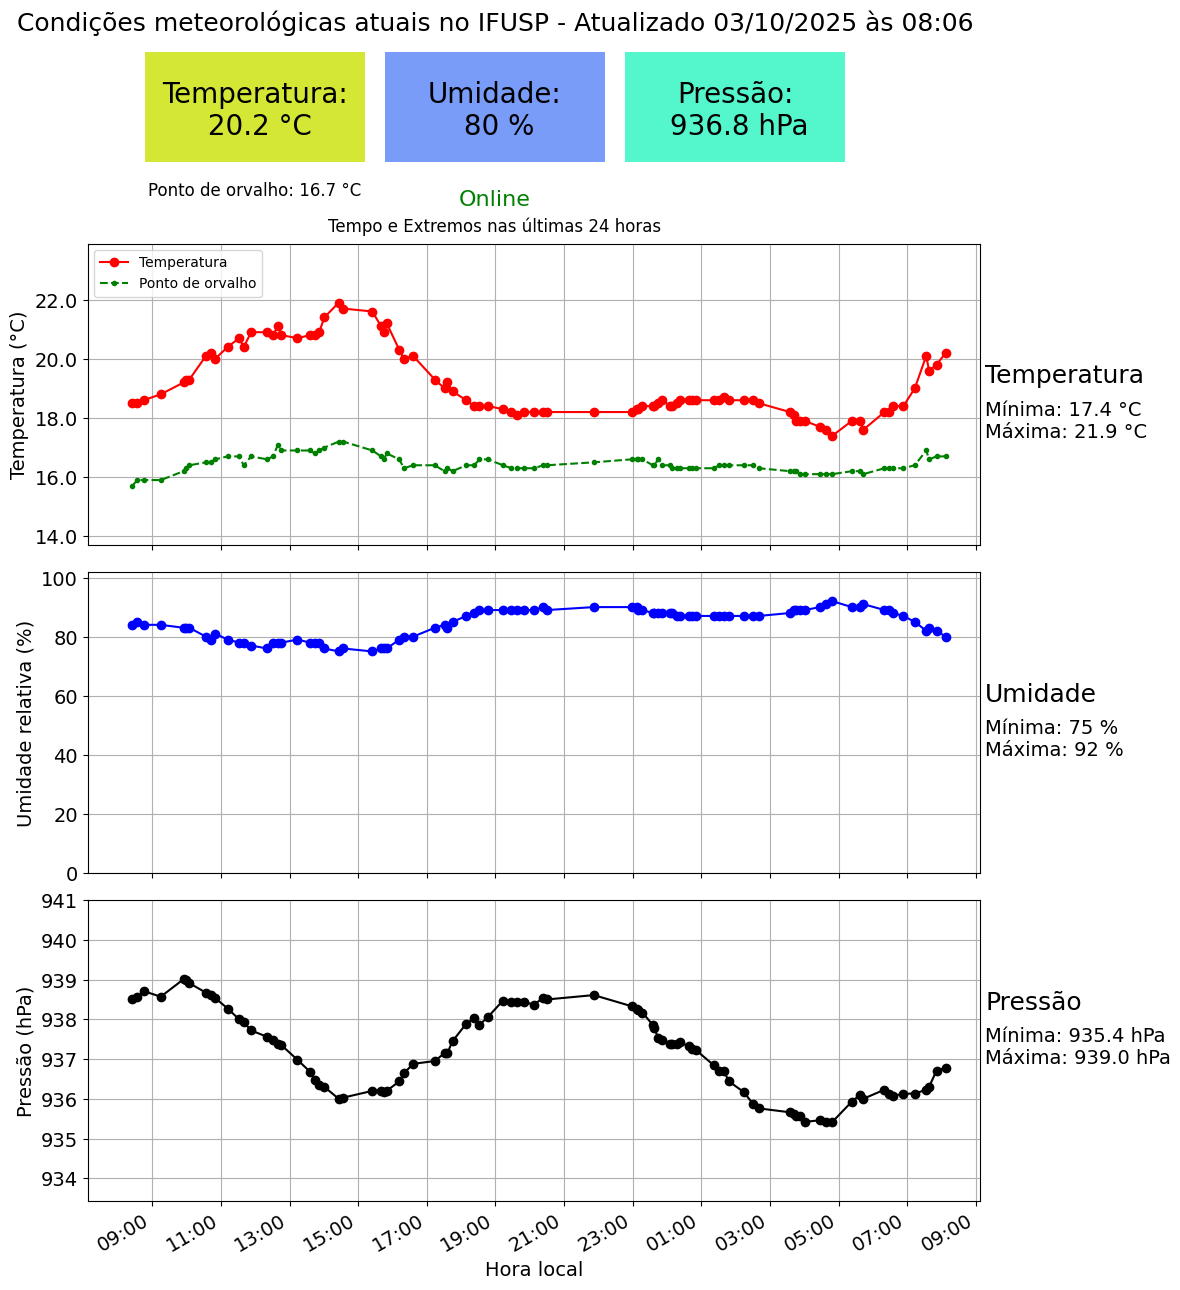 Condições meteorológicas atuais no IFUSP - Atualizado 03/10/2025 às 08:06
Temperatura:
20.2 °C
Umidade:
80 %
Pressão:
936.8 hPa
Ponto de orvalho: 16.7 °C
Online
Tempo e Extremos nas últimas 24 horas
Temperatura
Ponto de orvalho
Temperatura (°C)
22.0
20.0
18.0
16.0
14.0
Temperatura
Mínima: 17.4 °C
Máxima: 21.9 °C
Umidade relativa (%)
100
80
60
40
20
0
Umidade
Mínima: 75 %
Máxima: 92 %
Pressão (hPa)
941
940
939
938
937
936
935
934
Pressão
Mínima: 935.4 hPa
Máxima: 939.0 hPa
09:00 11:00 13:00 15:00 17:00 19:00 21:00 23:00 01:00 03:00 05:00 07:00 09:00
Hora local